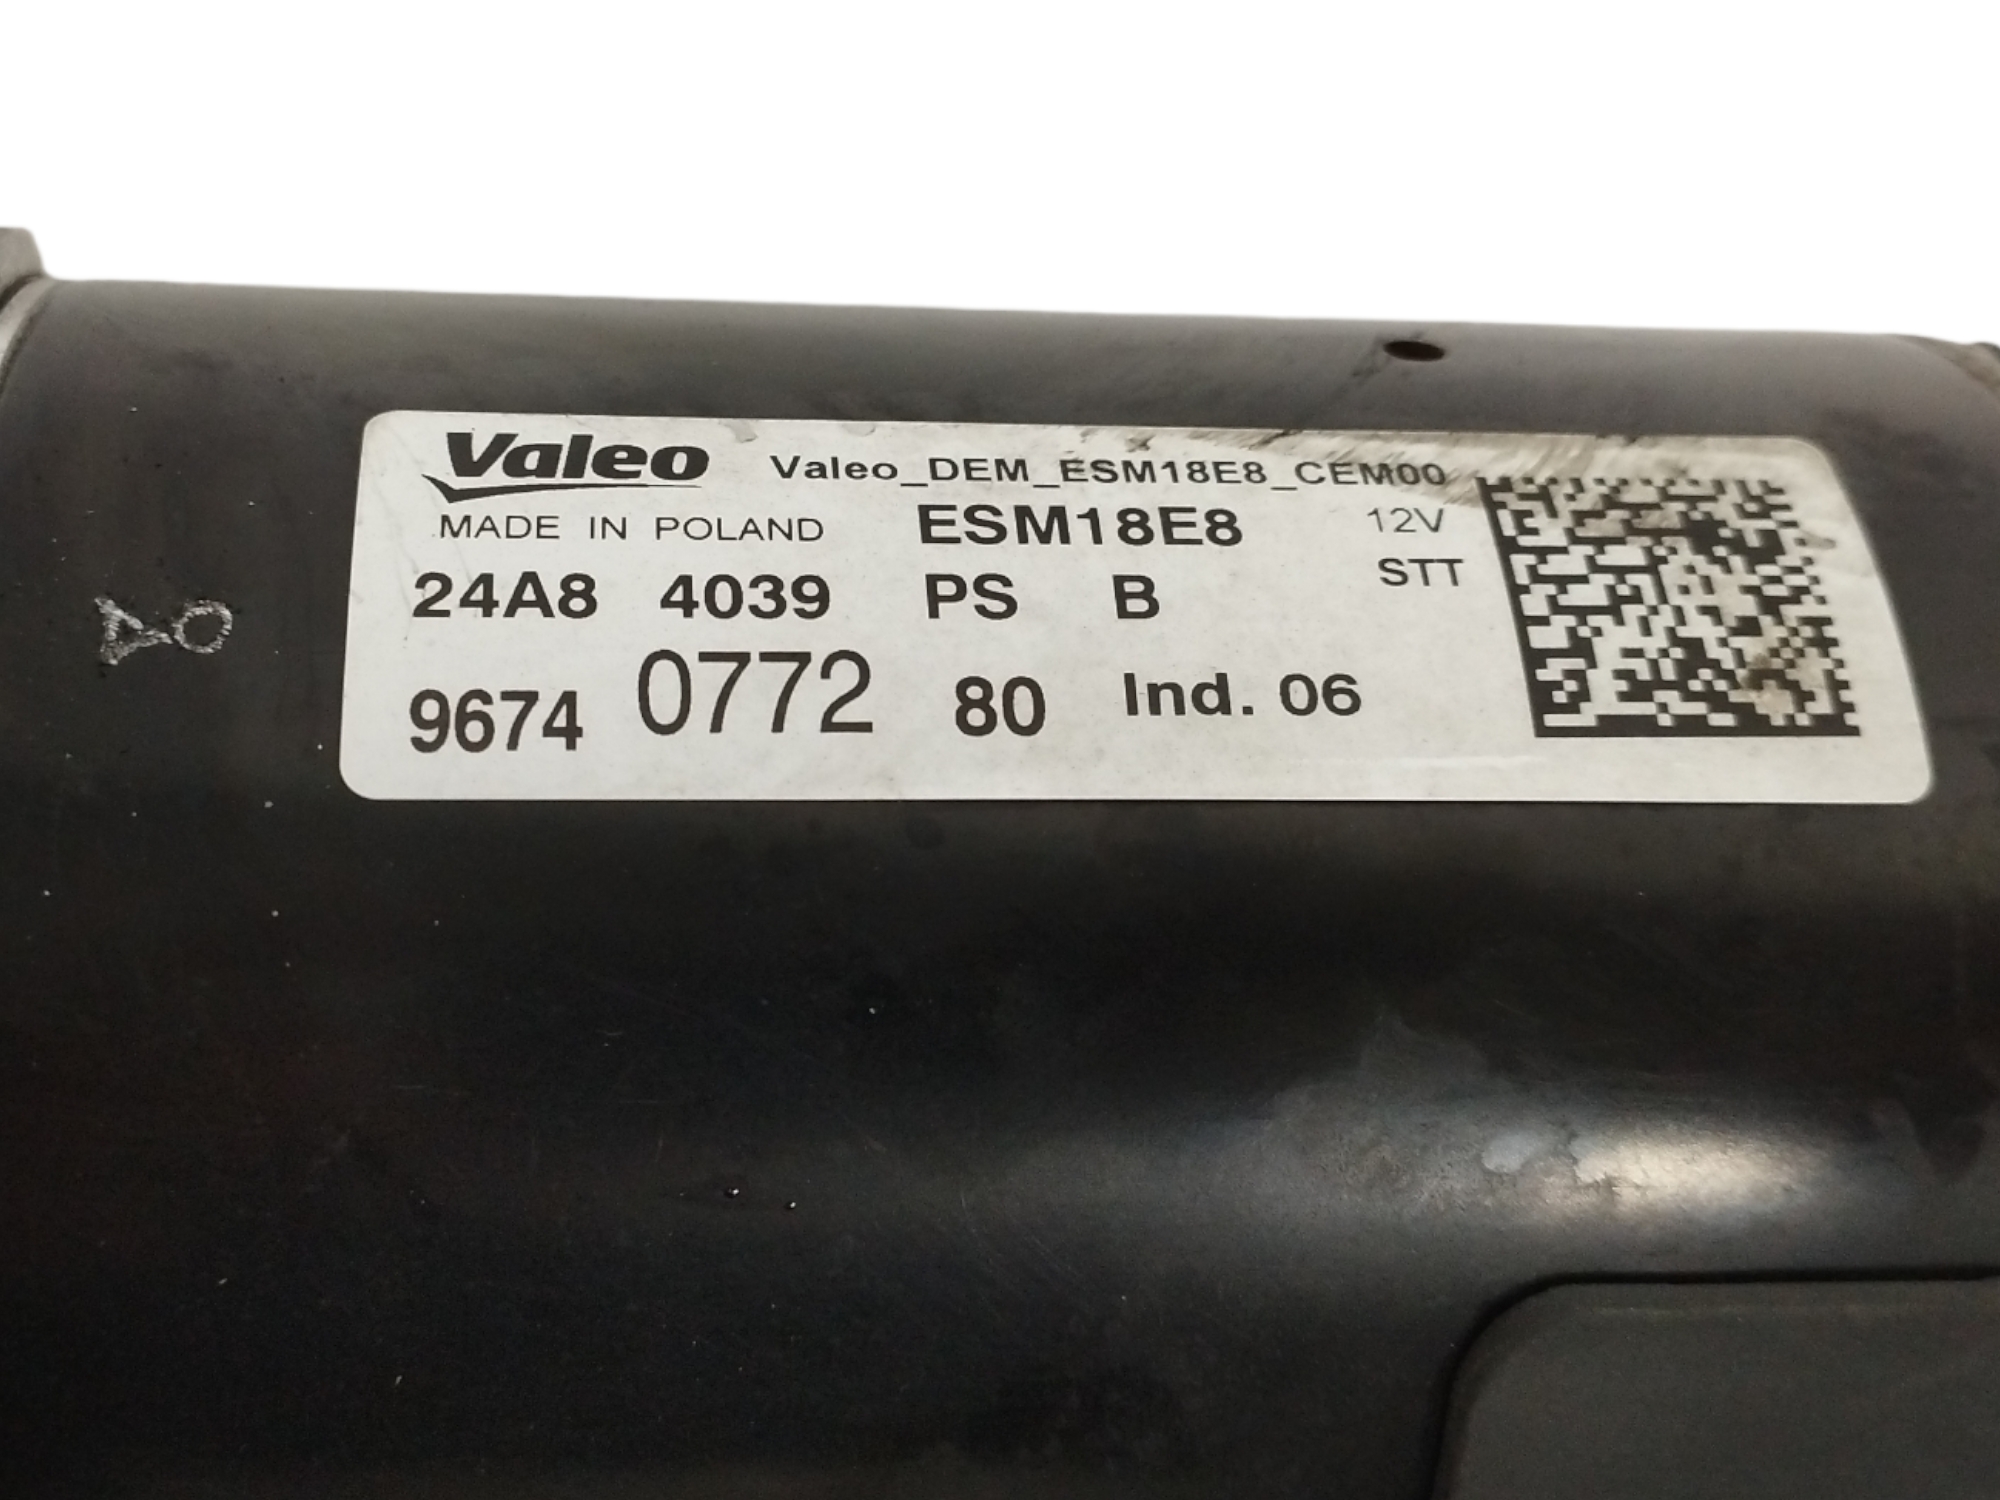 Valeo Valeo_DEM_ESM18E8_CEM00
MADE IN POLAND ESM18E8 12V
24A8 4039 PS B STT
9674 0772 80 Ind. 06